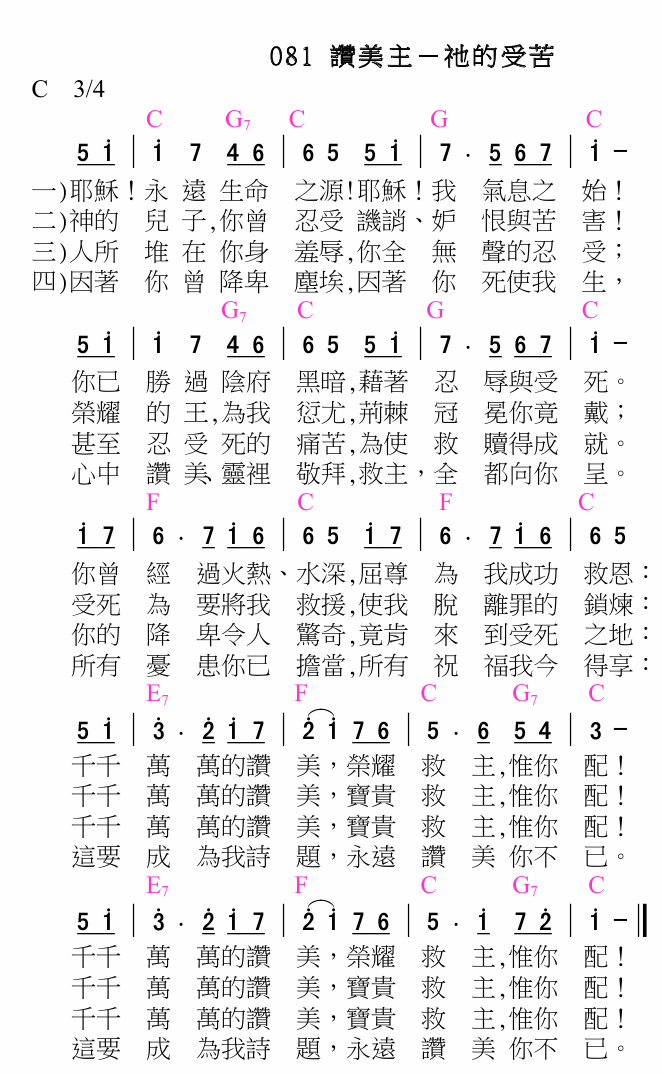 081 讚美主－祂的受苦
C 3/4
C G7 C G C
5 i | i 7 4 6 | 6 5 5 i | 7 . 5 6 7 | i －
一)耶穌！永遠生命 之源!耶穌！我 氣息之 始！
二)神的 兒子,你曾 忍受 譏誚、妒 恨與苦 害！
三)人所 堆在你身 羞辱,你全 無 聲的忍 受；
四)因著 你曾降卑 塵埃,因著 你 死使我 生，
G7 C G C
5 i | i 7 4 6 | 6 5 5 i | 7 . 5 6 7 | i －
你已 勝過陰府 黑暗,藉著 忍 辱與受 死。
榮耀 的王,為我 愆尤,荊棘 冠 冕你竟 戴；
甚至 忍受死的 痛苦,為使 救 贖得成 就。
心中 讚美、靈裡 敬拜,救主，全 都向你 呈。
F C F C
i 7 | 6 . 7 i 6 | 6 5 i 7 | 6 . 7 i 6 | 6 5
你曾 經 過火熱、水深,屈尊 為 我成功 救恩：
受死 為 要將我 救援,使我 脫 離罪的 鎖煉：
你的 降 卑令人 驚奇,竟肯 來 到受死 之地：
所有 憂 患你已 擔當,所有 祝 福我今 得享：
E7 F C G7 C
5 i | 3 . 2 i 7 | 2 i 7 6 | 5 . 6 5 4 | 3 －
千千 萬 萬的讚 美，榮耀 救 主,惟你 配！
千千 萬 萬的讚 美，寶貴 救 主,惟你 配！
千千 萬 萬的讚 美，寶貴 救 主,惟你 配！
這要 成 為我詩 題，永遠 讚 美你不 已。
E7 F C G7 C
5 i | 3 . 2 i 7 | 2 i 7 6 | 5 . i 7 2 | i － ‖
千千 萬 萬的讚 美，榮耀 救 主,惟你 配！
千千 萬 萬的讚 美，寶貴 救 主,惟你 配！
千千 萬 萬的讚 美，寶貴 救 主,惟你 配！
這要 成 為我詩 題，永遠 讚 美你不 已。